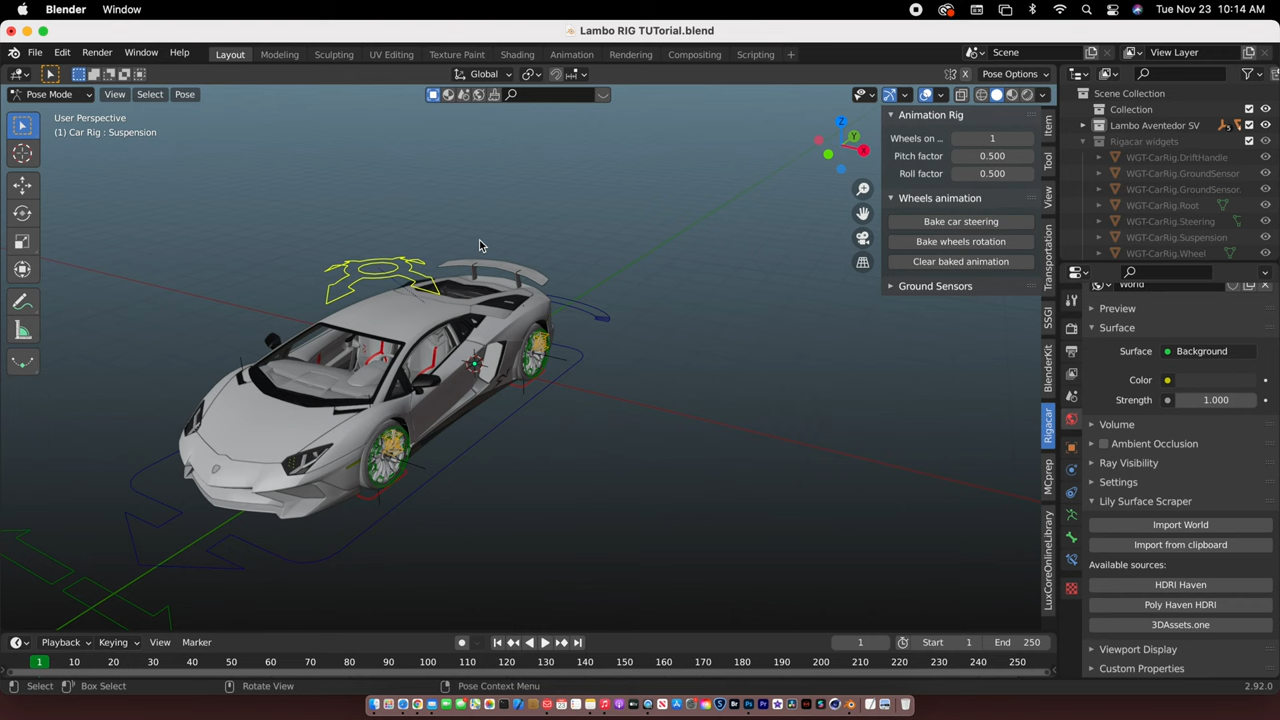 Blender Window Tue Nov 23 10:14 AM
Lambo RIG TUTorial.blend
File Edit Render Window Help Layout Modeling Sculpting UV Editing Texture Paint Shading Animation Rendering Compositing Scripting + Scene View Layer
Global Pose Options
Pose Mode View Select Pose
User Perspective
(1) Car Rig : Suspension
Z
Y
X
Animation Rig
Wheels on ... 1
Pitch factor 0.500
Roll factor 0.500
Wheels animation
Bake car steering
Bake wheels rotation
Clear baked animation
Ground Sensors
Item
Tool
View
Transportation
SSGI
BlenderKit
Rigacar
MCprep
LuxCoreOnlineLibrary
Scene Collection
Collection
Lambo Aventedor SV 5
Rigacar widgets
WGT-CarRig.DriftHandle
WGT-CarRig.GroundSensor
WGT-CarRig.GroundSensor.
WGT-CarRig.Root
WGT-CarRig.Steering
WGT-CarRig.Suspension
WGT-CarRig.Wheel
World
Preview
Surface
Surface Background
Color
Strength 1.000
Volume
Ambient Occlusion
Ray Visibility
Settings
Lily Surface Scraper
Import World
Import from clipboard
Available sources:
HDRI Haven
Poly Haven HDRI
3DAssets.one
Viewport Display
Custom Properties
Playback Keying View Marker 1 Start 1 End 250
1 10 20 30 40 50 60 70 80 90 100 110 120 130 140 150 160 170 180 190 200 210 220 230 240 250
Select Box Select Rotate View Pose Context Menu 2.92.0